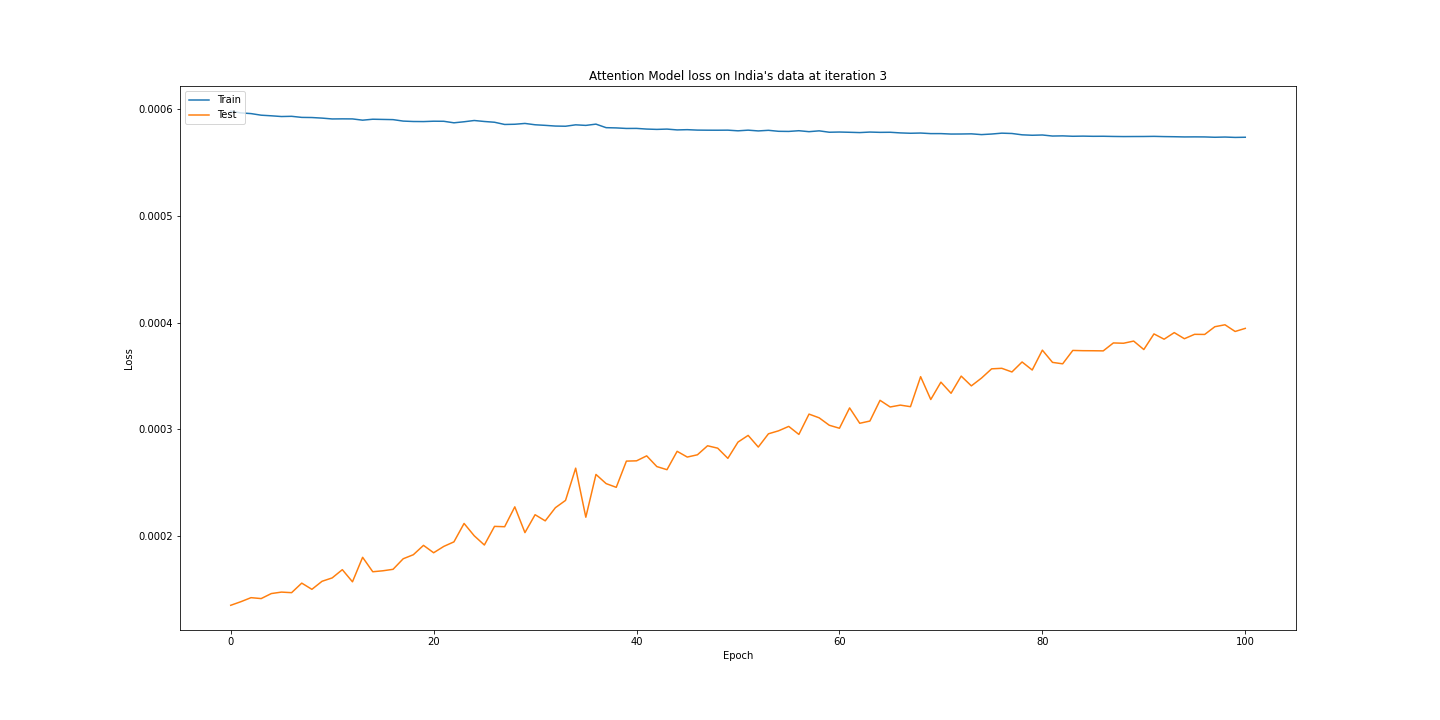 Attention Model loss on India's data at iteration 3
Train
Test
0.0006
0.0005
0.0004
0.0003
0.0002
Loss
0
20
40
60
80
100
Epoch